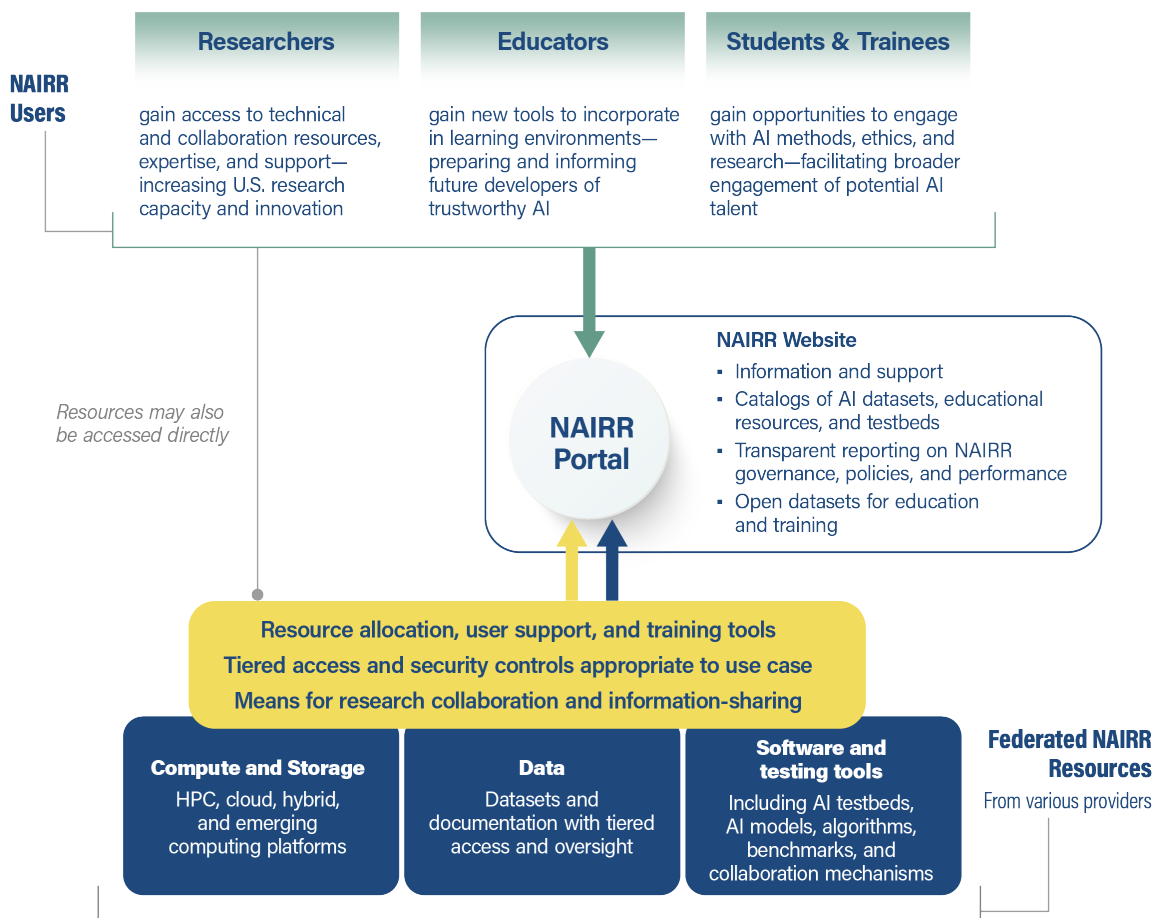 Researchers
Educators
Students & Trainees
NAIRR
Users
gain access to technical
and collaboration resources,
expertise, and support—
increasing U.S. research
capacity and innovation
gain new tools to incorporate
in learning environments—
preparing and informing
future developers of
trustworthy AI
gain opportunities to engage
with AI methods, ethics, and
research—facilitating broader
engagement of potential AI
talent
Resources may also
be accessed directly
NAIRR
Portal
NAIRR Website
▪ Information and support
▪ Catalogs of AI datasets, educational
resources, and testbeds
▪ Transparent reporting on NAIRR
governance, policies, and performance
▪ Open datasets for education
and training
Resource allocation, user support, and training tools
Tiered access and security controls appropriate to use case
Means for research collaboration and information-sharing
Compute and Storage
HPC, cloud, hybrid,
and emerging
computing platforms
Data
Datasets and
documentation with tiered
access and oversight
Software and
testing tools
Including AI testbeds,
AI models, algorithms,
benchmarks, and
collaboration mechanisms
Federated NAIRR
Resources
From various providers